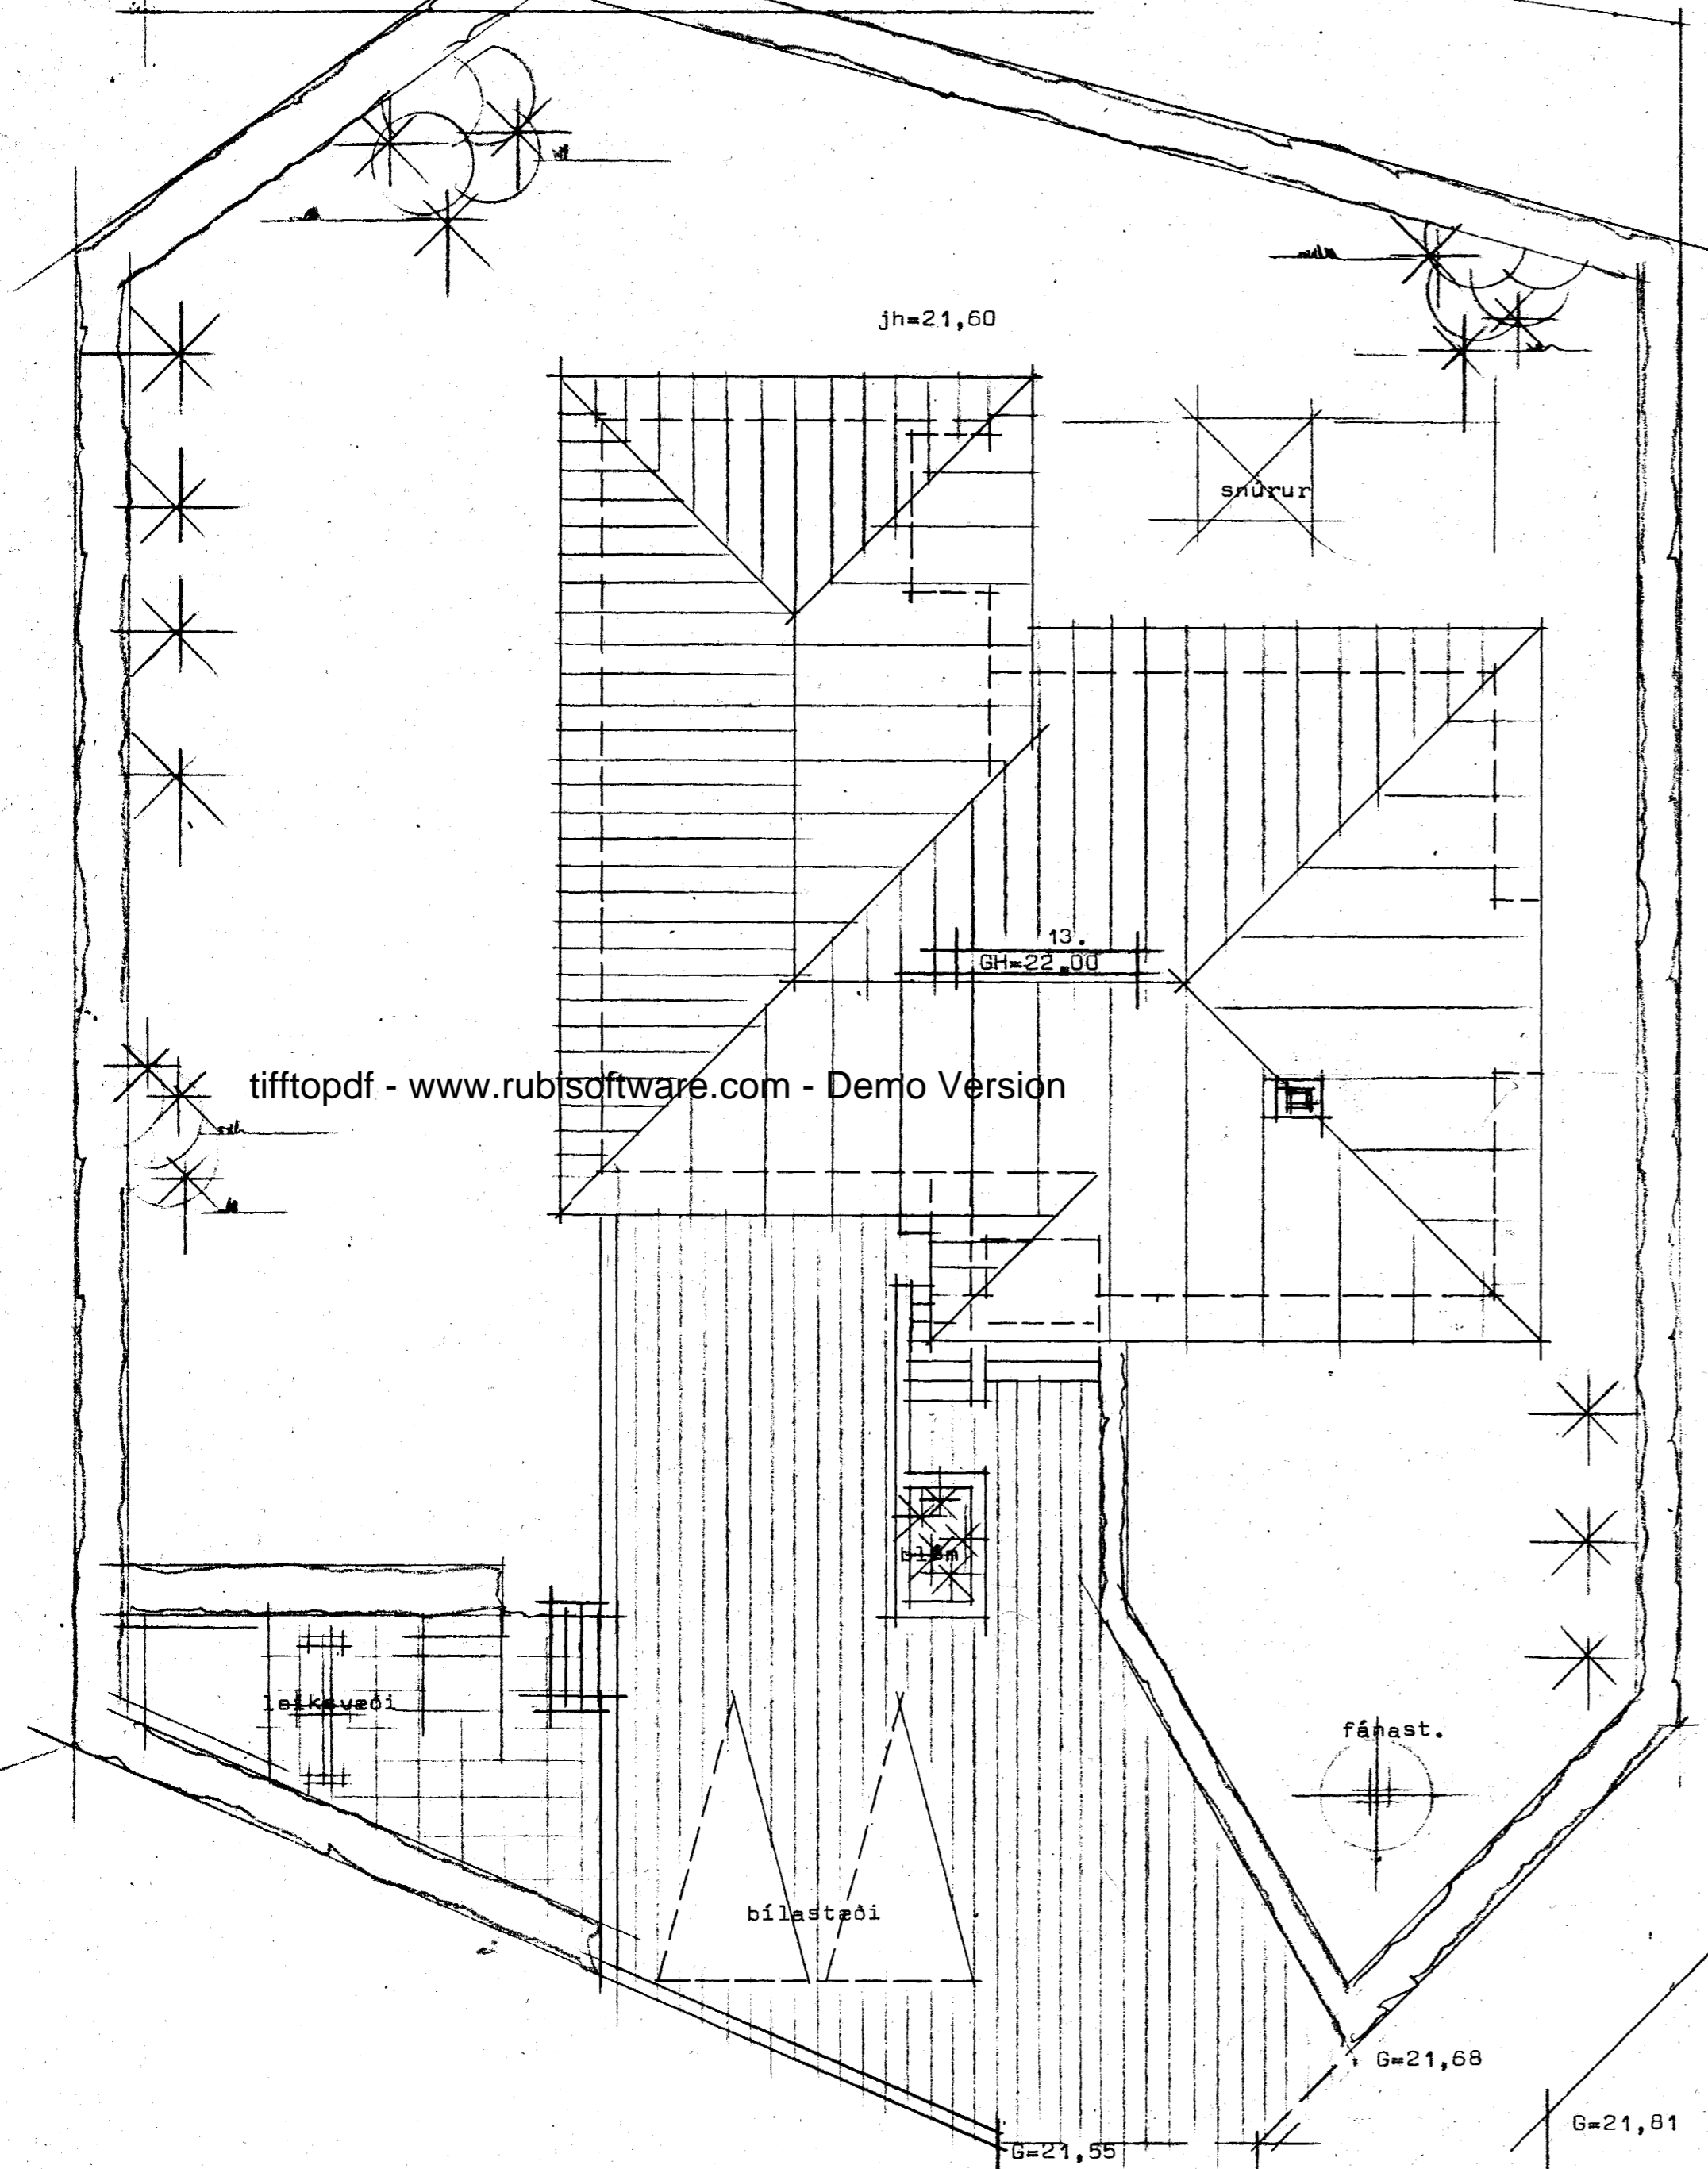 jh=21,60
snúrur
13.
GH=22,00
tifftopdf - www.rubisoftware.com - Demo Version
blóm
leiksvæði
fánast.
bílastæði
G=21,68
G=21,81
G=21,55